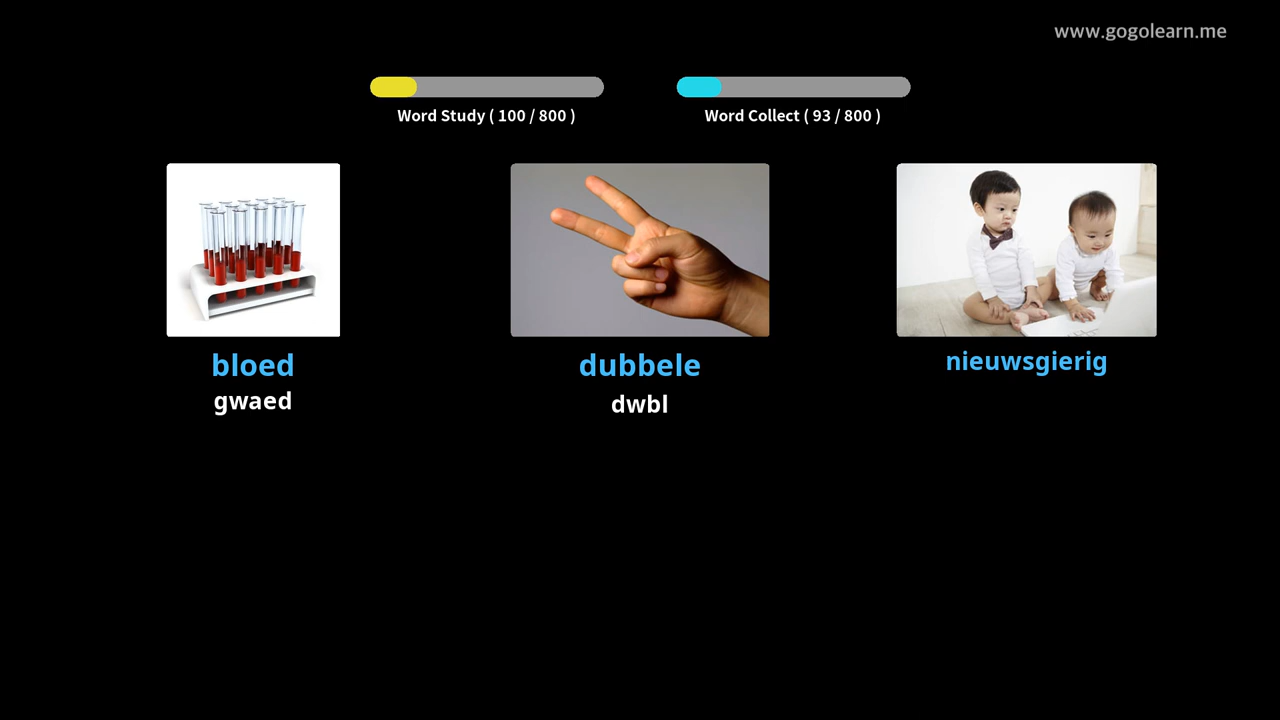 www.gogolearn.me
Word Study ( 100 / 800 )
Word Collect ( 93 / 800 )
bloed
gwaed
dubbele
dwbl
nieuwsgierig